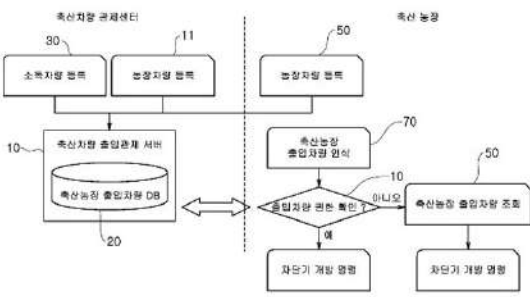 축산차량 관제센터
축산 농장
30
11
50
소독차량 등록
농장차량 등록
농장차량 등록
축산차량 출입관제 서버
10
축산농장 출입차량 DB
20
70
축산농장
출입차량 인식
10
출입차량 권한 확인 ?
아니오
예
50
축산농장 출입차량 조회
차단기 개방 명령
차단기 개방 명령